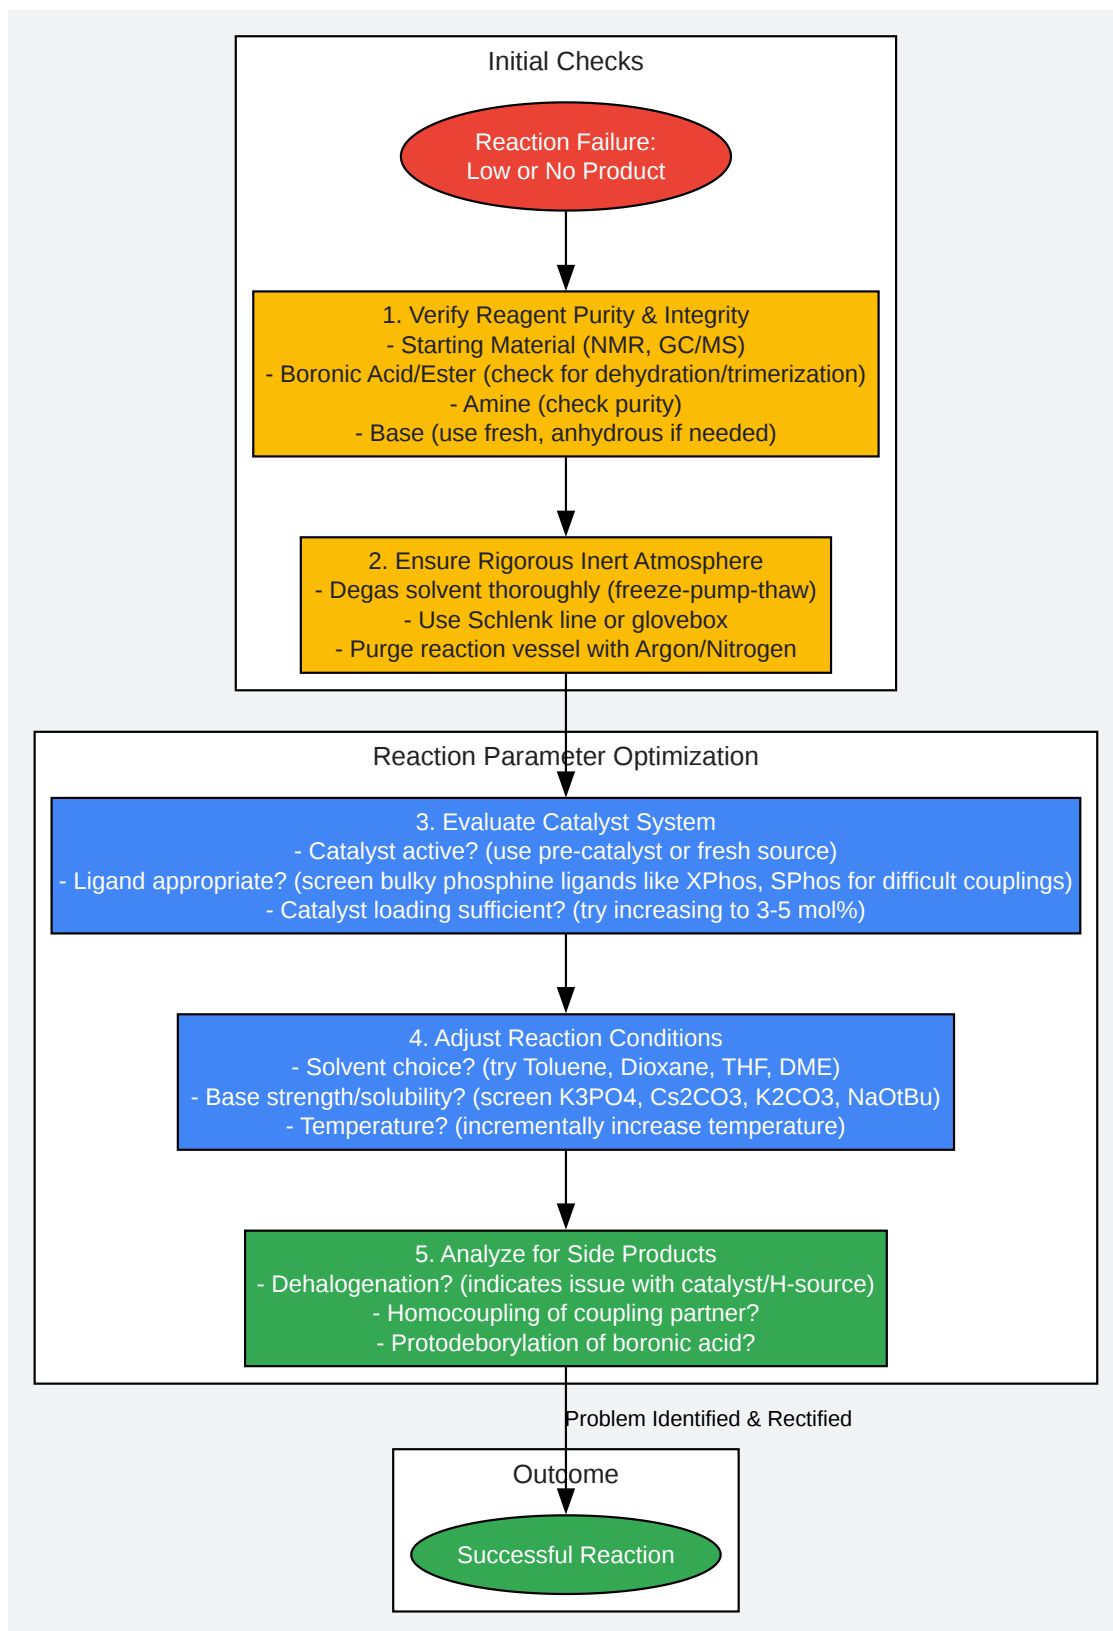 Initial Checks
Reaction Failure:
Low or No Product
1. Verify Reagent Purity & Integrity
- Starting Material (NMR, GC/MS)
- Boronic Acid/Ester (check for dehydration/trimerization)
- Amine (check purity)
- Base (use fresh, anhydrous if needed)
2. Ensure Rigorous Inert Atmosphere
- Degas solvent thoroughly (freeze-pump-thaw)
- Use Schlenk line or glovebox
- Purge reaction vessel with Argon/Nitrogen
Reaction Parameter Optimization
3. Evaluate Catalyst System
- Catalyst active? (use pre-catalyst or fresh source)
- Ligand appropriate? (screen bulky phosphine ligands like XPhos, SPhos for difficult couplings)
- Catalyst loading sufficient? (try increasing to 3-5 mol%)
4. Adjust Reaction Conditions
- Solvent choice? (try Toluene, Dioxane, THF, DME)
- Base strength/solubility? (screen K3PO4, Cs2CO3, K2CO3, NaOtBu)
- Temperature? (incrementally increase temperature)
5. Analyze for Side Products
- Dehalogenation? (indicates issue with catalyst/H-source)
- Homocoupling of coupling partner?
- Protodeborylation of boronic acid?
Problem Identified & Rectified
Outcome
Successful Reaction